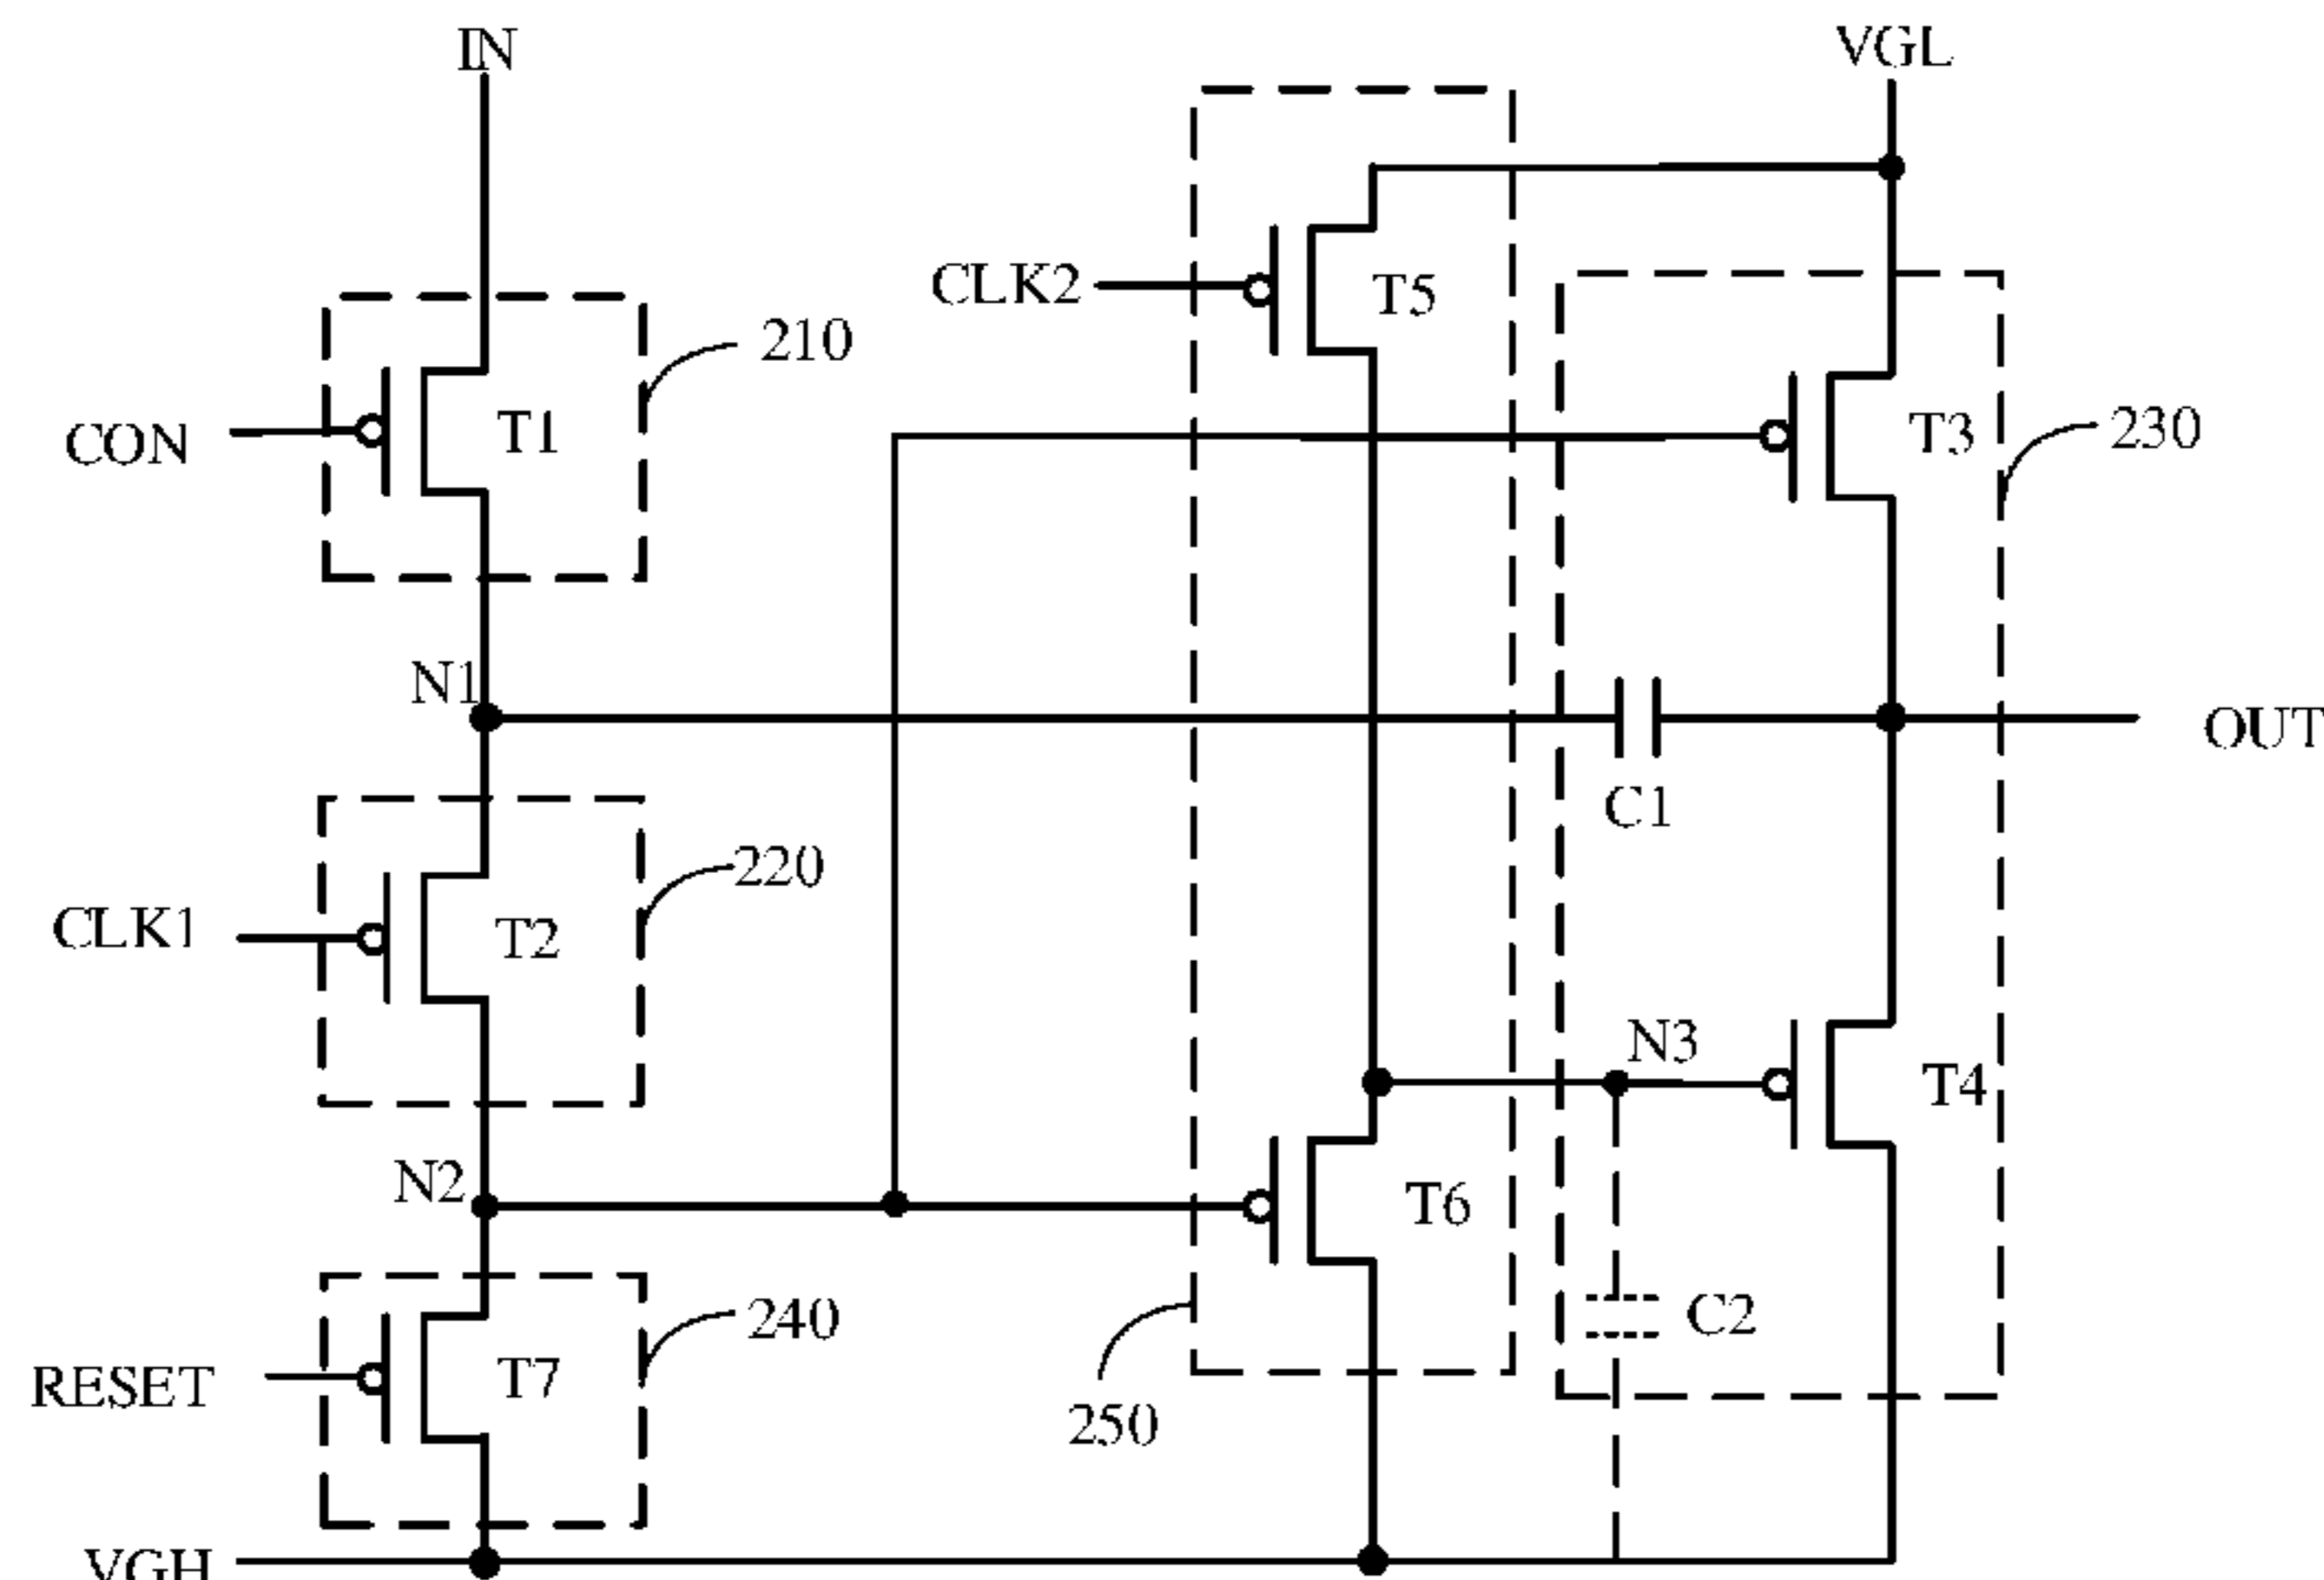 IN
VGL
CLK2
T5
210
CON
T1
T3
230
N1
OUT
C1
220
CLK1
T2
N3
T4
N2
T6
240
C2
RESET
T7
250
VGH